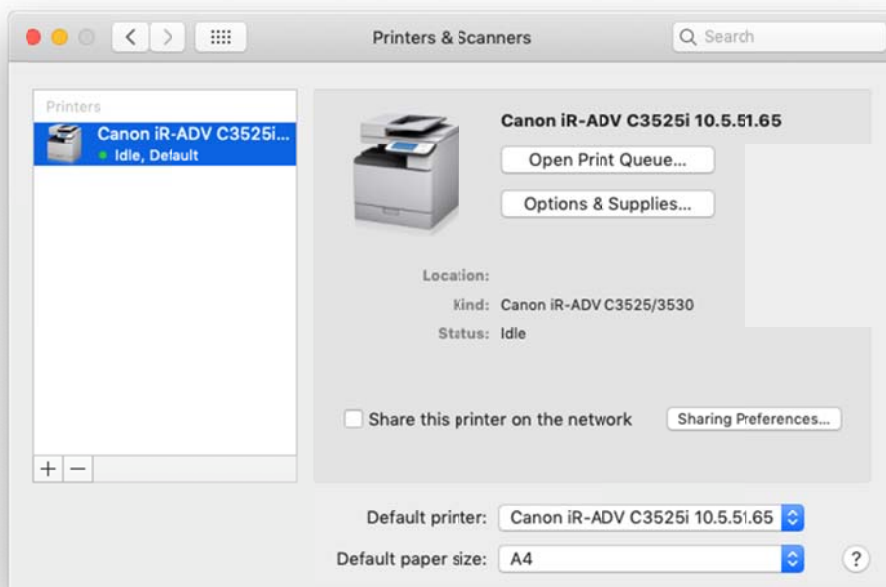 Printers & Scanners
Search
Printers
Canon iR-ADV C3525i...
Idle, Default
Canon iR-ADV C3525i 10.5.51.65
Open Print Queue...
Options & Supplies...
Location:
Kind: Canon iR-ADV C3525/3530
Status: Idle
Share this printer on the network
Sharing Preferences...
+ −
Default printer: Canon iR-ADV C3525i 10.5.51.65
Default paper size: A4
?